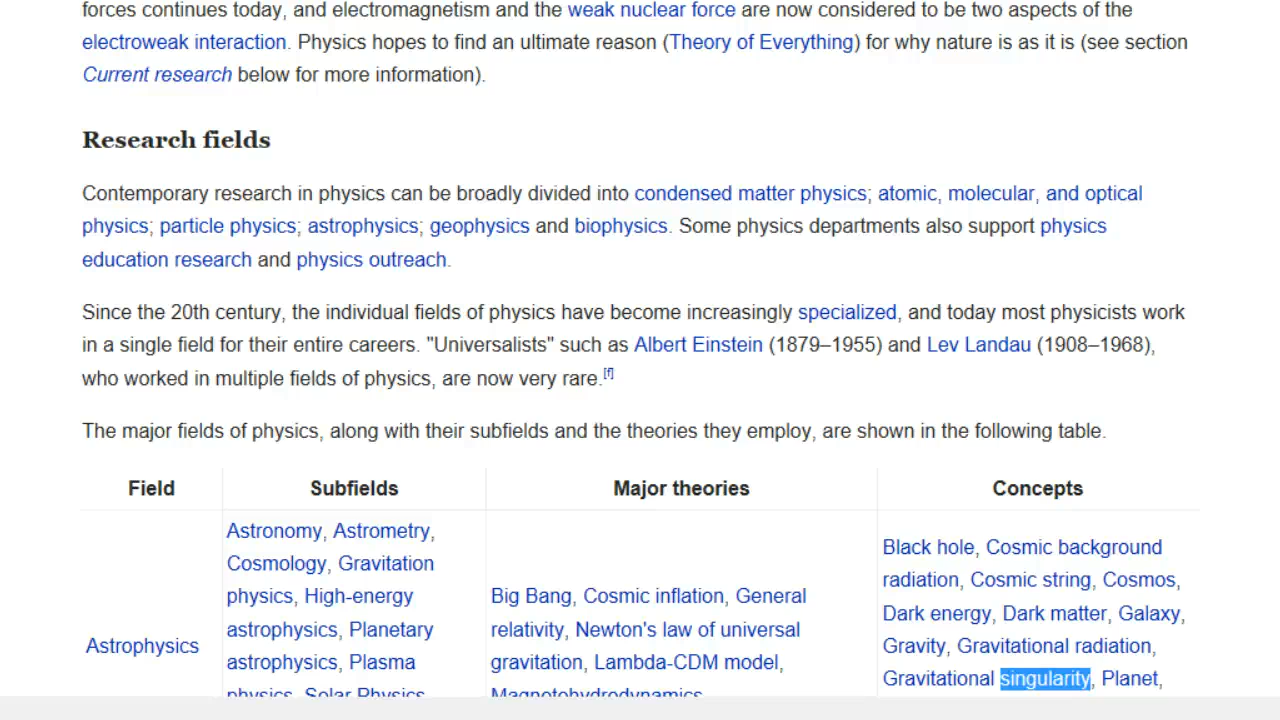 forces continues today, and electromagnetism and the weak nuclear force are now considered to be two aspects of the
electroweak interaction. Physics hopes to find an ultimate reason (Theory of Everything) for why nature is as it is (see section
Current research below for more information).
Research fields
Contemporary research in physics can be broadly divided into condensed matter physics; atomic, molecular, and optical
physics; particle physics; astrophysics; geophysics and biophysics. Some physics departments also support physics
education research and physics outreach.
Since the 20th century, the individual fields of physics have become increasingly specialized, and today most physicists work
in a single field for their entire careers. "Universalists" such as Albert Einstein (1879–1955) and Lev Landau (1908–1968),
who worked in multiple fields of physics, are now very rare.[f]
The major fields of physics, along with their subfields and the theories they employ, are shown in the following table.
Field Subfields Major theories Concepts
Astrophysics
Astronomy, Astrometry,
Cosmology, Gravitation
physics, High-energy
astrophysics, Planetary
astrophysics, Plasma
physics, Solar Physics,
Big Bang, Cosmic inflation, General
relativity, Newton's law of universal
gravitation, Lambda-CDM model,
Magnetohydrodynamics
Black hole, Cosmic background
radiation, Cosmic string, Cosmos,
Dark energy, Dark matter, Galaxy,
Gravity, Gravitational radiation,
Gravitational singularity, Planet,